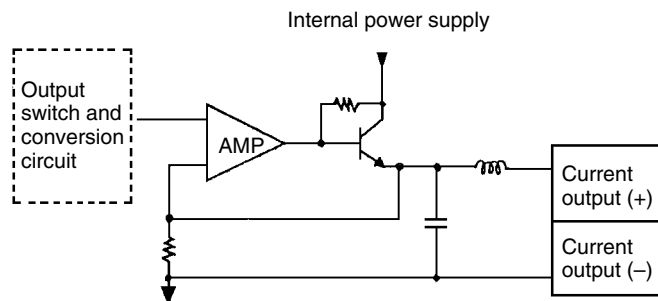 Internal power supply
Output
switch and
conversion
circuit
AMP
Current
output (+)
Current
output (–)